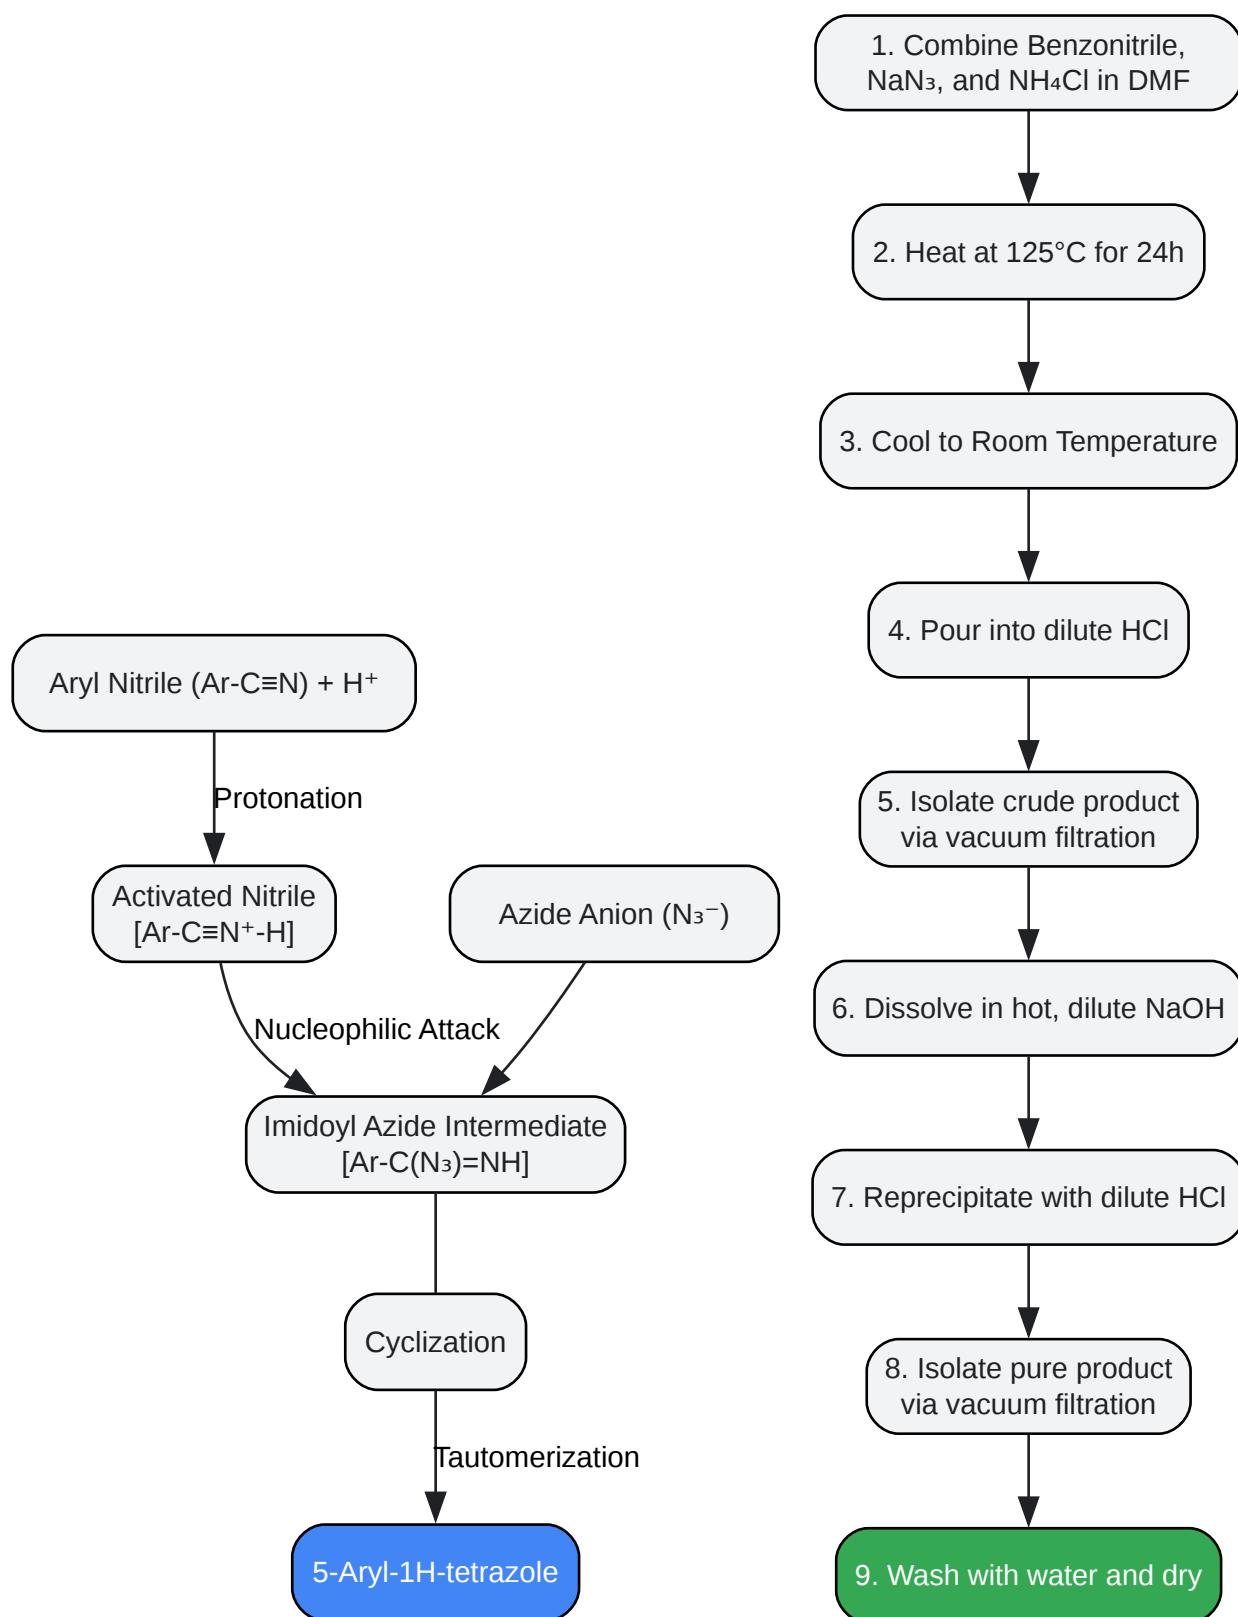 Aryl Nitrile (Ar-C≡N) + H⁺
Protonation
Activated Nitrile
[Ar-C≡N⁺-H]
Azide Anion (N₃⁻)
Nucleophilic Attack
Imidoyl Azide Intermediate
[Ar-C(N₃)=NH]
Cyclization
Tautomerization
5-Aryl-1H-tetrazole
1. Combine Benzonitrile,
NaN₃, and NH₄Cl in DMF
2. Heat at 125°C for 24h
3. Cool to Room Temperature
4. Pour into dilute HCl
5. Isolate crude product
via vacuum filtration
6. Dissolve in hot, dilute NaOH
7. Reprecipitate with dilute HCl
8. Isolate pure product
via vacuum filtration
9. Wash with water and dry